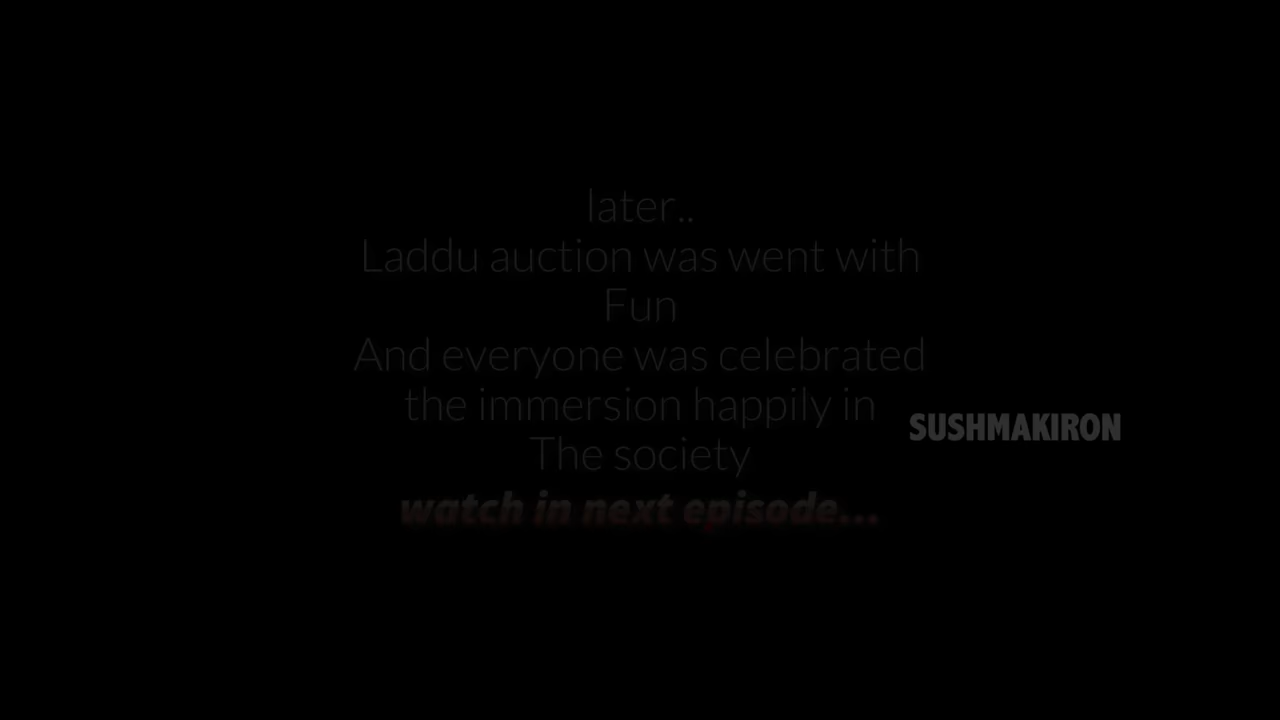 later..
Laddu auction was went with
Fun
And everyone was celebrated
the immersion happily in
The society
watch in next episode...
SUSHMAKIRON